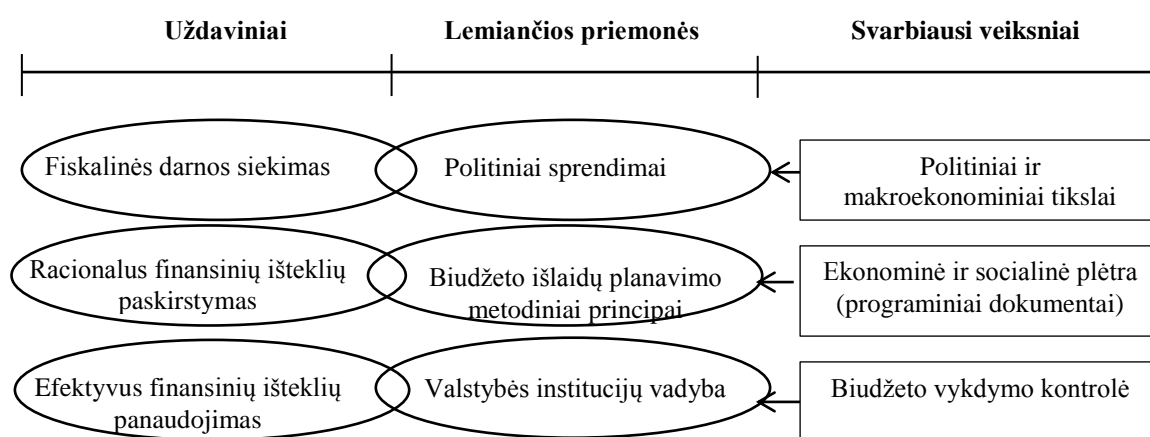 Uždaviniai
Lemiančios priemonės
Svarbiausi veiksniai
Fiskalinės darnos siekimas
Politiniai sprendimai
Politiniai ir
makroekonominiai tikslai
Racionalus finansinių išteklių
paskirstymas
Biudžeto išlaidų planavimo
metodiniai principai
Ekonominė ir socialinė plėtra
(programiniai dokumentai)
Efektyvus finansinių išteklių
panaudojimas
Valstybės institucijų vadyba
Biudžeto vykdymo kontrolė